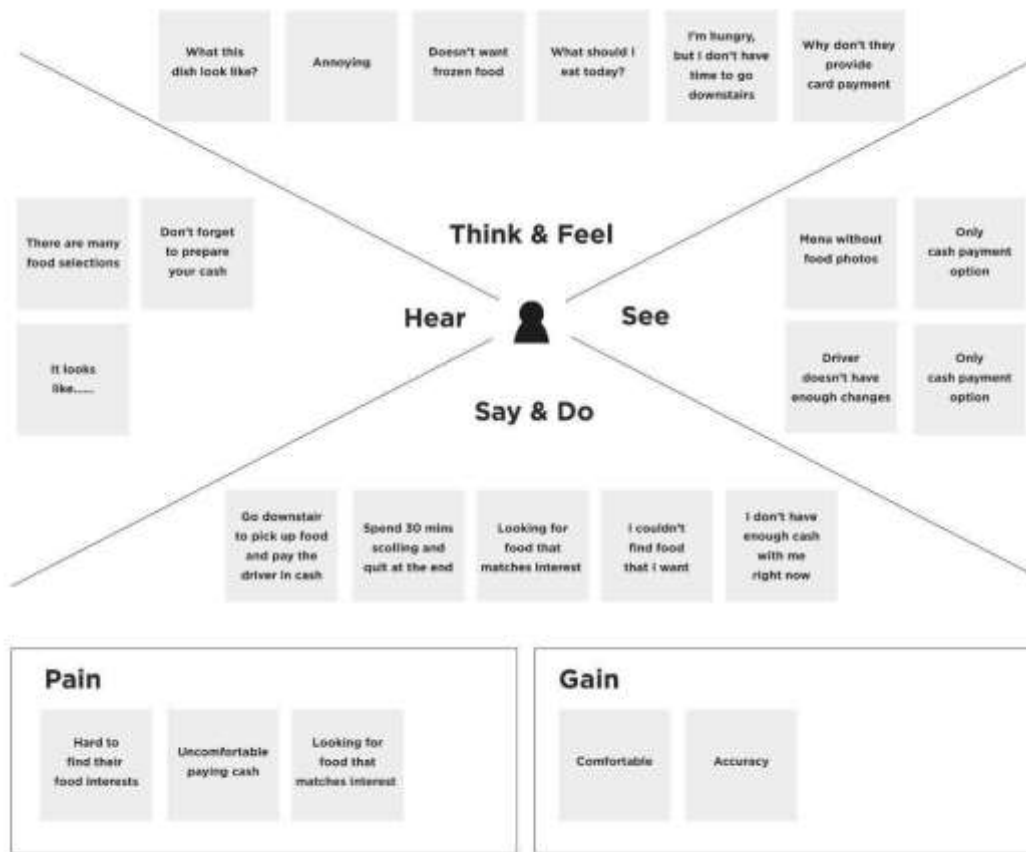 What this
dish look like?
Annoying
Doesn't want
frozen food
What should I
eat today?
I'm hungry,
but I don't have
time to go
downstairs
Why don't they
provide
card payment
Think & Feel
There are many
food selections
Don't forget
to prepare
your cash
It looks
like......
Hear
See
Menu without
food photos
Only
cash payment
option
Driver
doesn't have
enough changes
Only
cash payment
option
Say & Do
Go downstair
to pick up food
and pay the
driver in cash
Spend 30 mins
scolling and
quit at the end
Looking for
food that
matches interest
I couldn't
find food
that i want
I don't have
enough cash
with me
right now
Pain
Hard to
find their
food interests
Uncomfortable
paying cash
Looking for
food that
matches interest
Gain
Comfortable
Accuracy